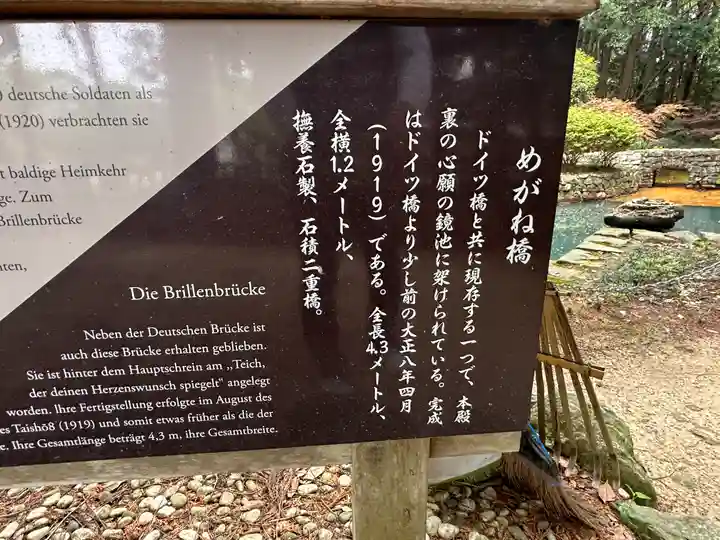 めがね橋
ドイツ橋と共に現存する一つで、本殿
裏の心願の鏡池に架けられている。完成
はドイツ橋より少し前の大正八年四月
(1919)である。全長4.3メートル、
全横1.2メートル、
撫養石製、石積二重橋。
) deutsche Soldaten als
(1920) verbrachten sie
t baldige Heimkehr
ge. Zum
Brillenbrücke
nten,
Die Brillenbrücke
Neben der Deutschen Brücke ist
auch diese Brücke erhalten geblieben.
Sie ist hinter dem Hauptschrein am „Teich,
der deinen Herzenswunsch spiegelt" angelegt
worden. Ihre Fertigstellung erfolgte im August des
es Taishō8 (1919) und somit etwas früher als die der
e. Ihre Gesamtlänge beträgt 4,3 m, ihre Gesamtbreite.